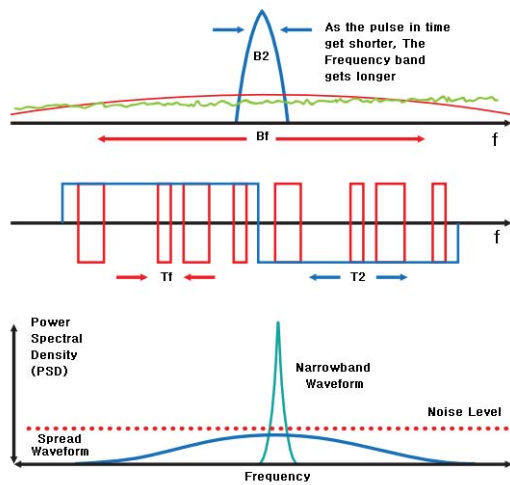 As the pulse in time
get shorter, The
Frequency band
gets longer
B2
Bf
f
f
Tf
T2
Power
Spectral
Density
(PSD)
Narrowband
Waveform
Noise Level
Spread
Waveform
Frequency